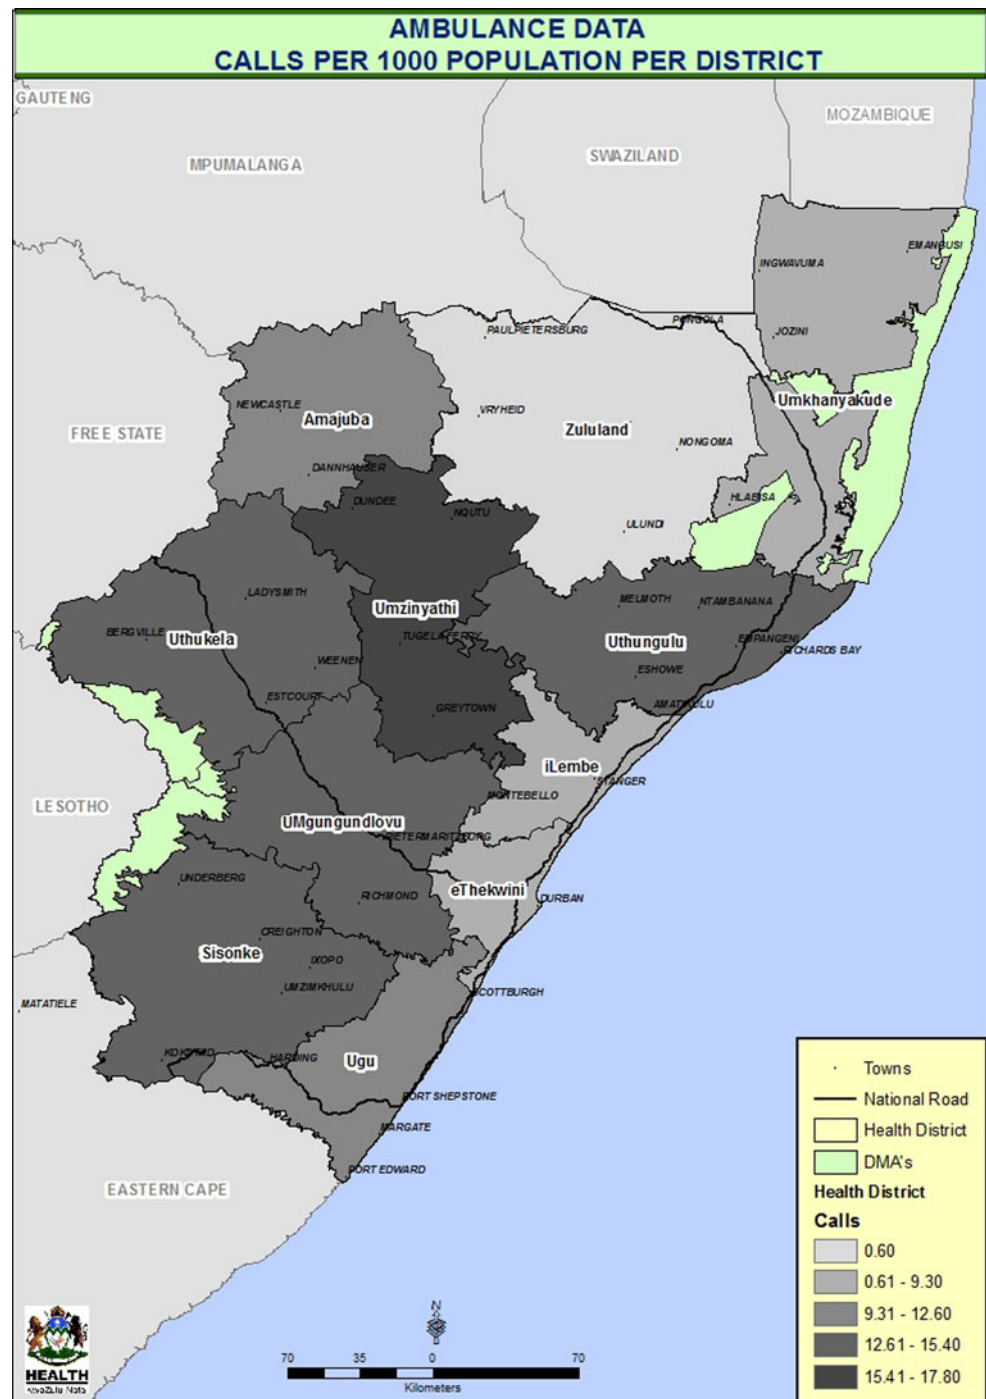 AMBULANCE DATA
CALLS PER 1000 POPULATION PER DISTRICT
GAUTENG
MOZAMBIQUE
SWAZILAND
MPUMALANGA
EMANGUSI
INGWAVUMA
PONGOLA
PAULPIETERSBURG
JOZINI
NEWCASTLE
Amajuba
VRYHEID
Umkhanyakude
FREE STATE
Zululand
NONGOMA
DANNHAUSER
DUNDEE
HLABISA
NQUTU
ULUNDI
LADYSMITH
MELMOTH
NTAMBANANA
Umzinyathi
BERGVILLE
Uthukela
TUGELA FERRY
Uthungulu
EMPANGENI
RICHARDS BAY
WEENEN
ESHOWE
ESTCOURT
GREYTOWN
AMATIKULU
iLembe
STANGER
MONTEBELLO
LESOTHO
UMgungundlovu
PIETERMARITZBURG
UNDERBERG
eThekwini
RICHMOND
DURBAN
CREIGHTON
Sisonke
IXOPO
UMZIMKHULU
SCOTTBURGH
MATATIELE
KOKSTAD
HARDING
Ugu
PORT SHEPSTONE
MARGATE
PORT EDWARD
EASTERN CAPE
Towns
National Road
Health District
DMA's
Health District
Calls
0.60
0.61 - 9.30
9.31 - 12.60
12.61 - 15.40
15.41 - 17.80
N
70 35 0 70
Kilometers
HEALTH
KwaZulu Natal